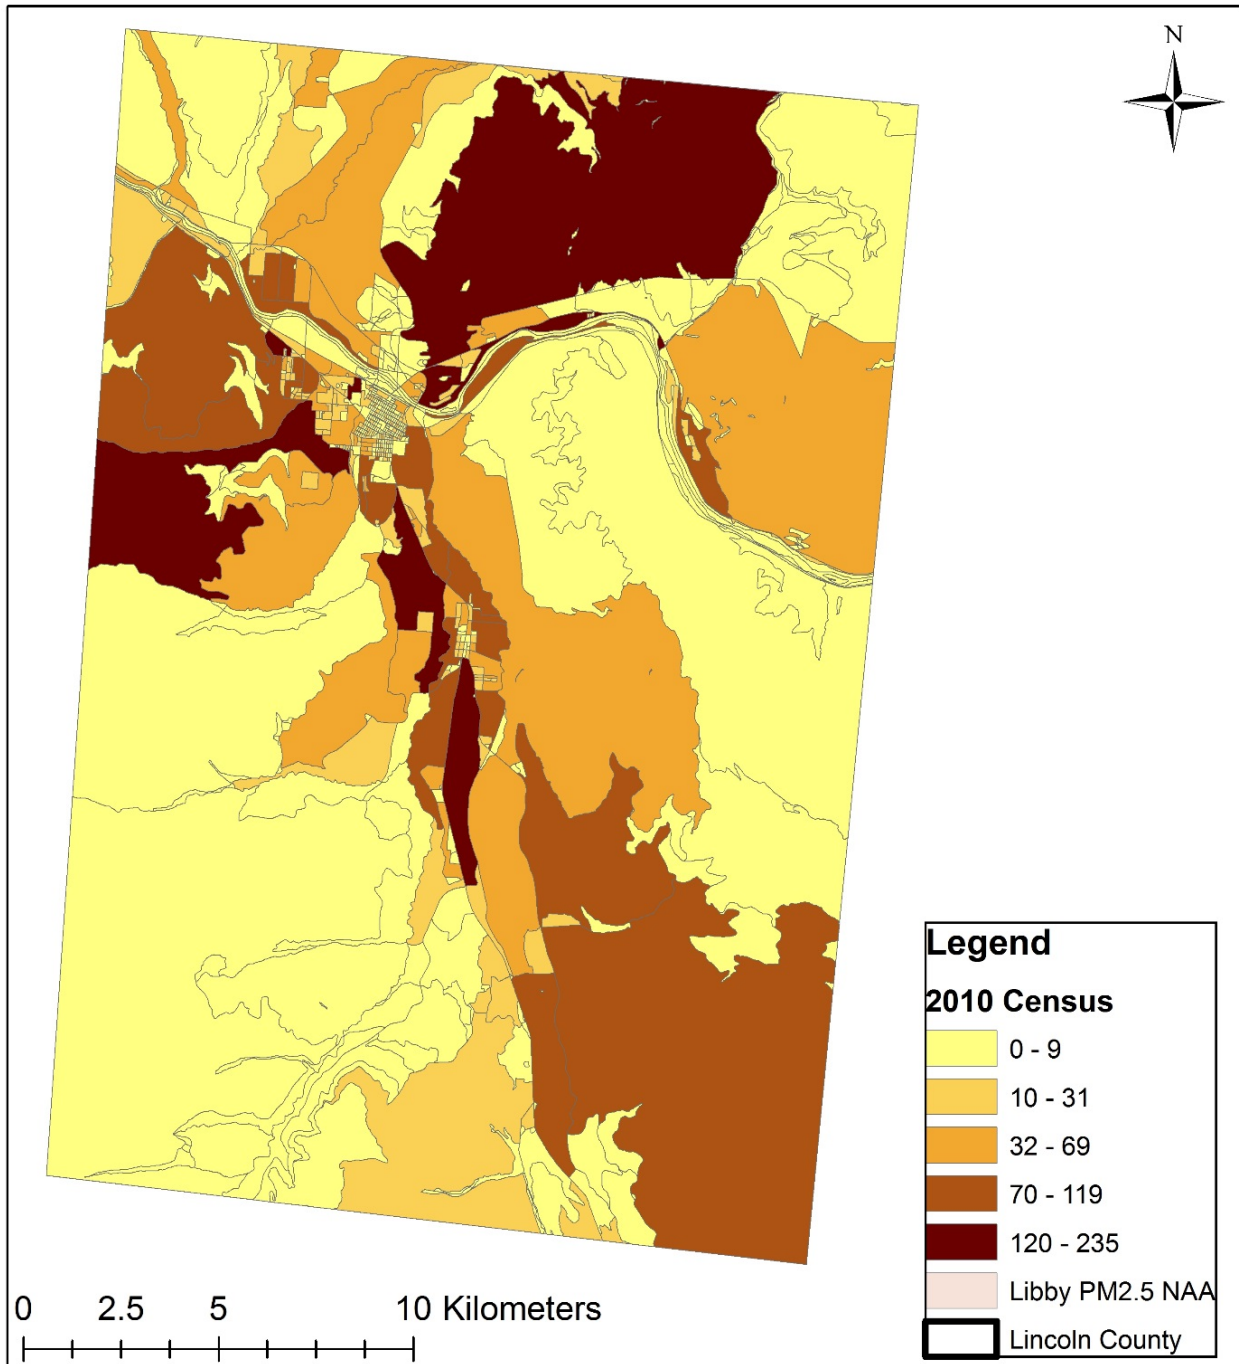 N
Legend
2010 Census
0 - 9
10 - 31
32 - 69
70 - 119
120 - 235
Libby PM2.5 NAA
Lincoln County
0 2.5 5 10 Kilometers